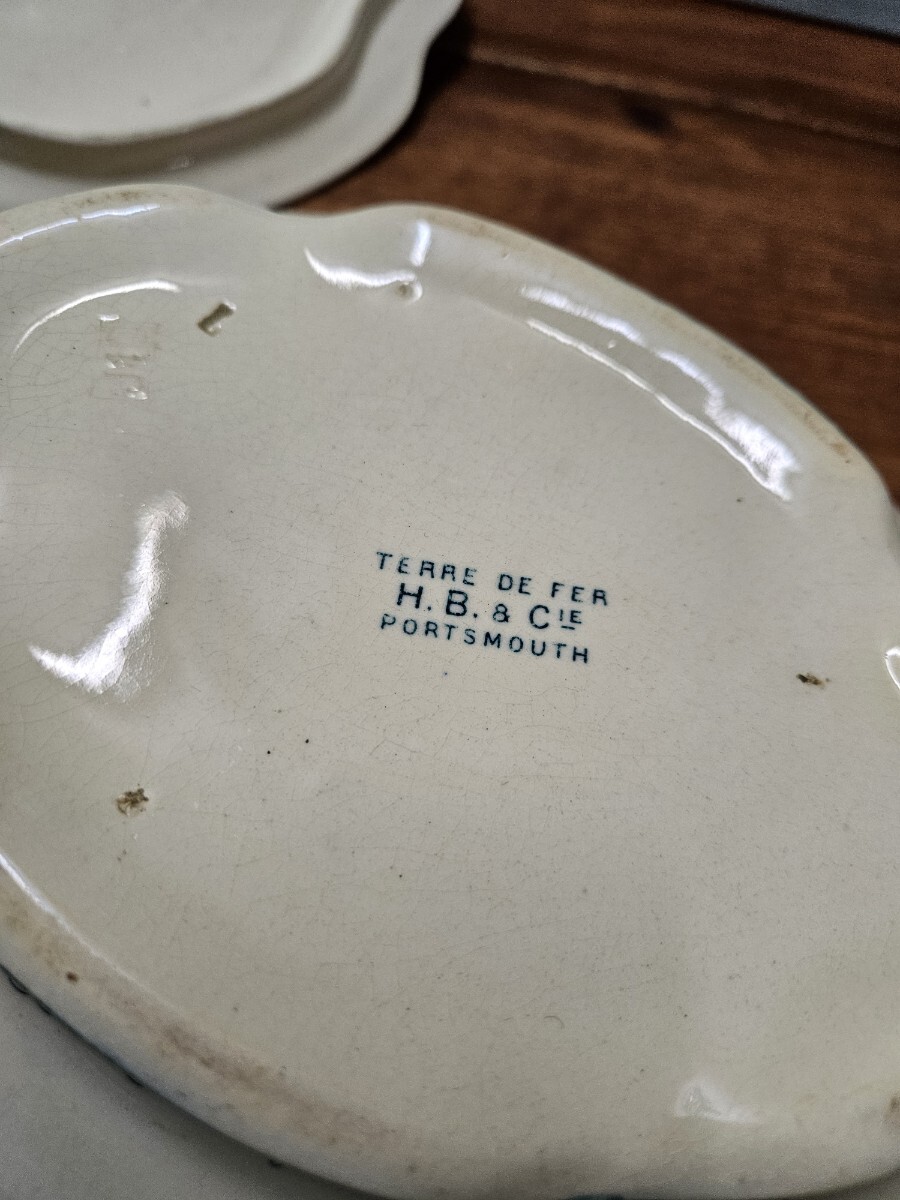 TERRE DE FER
H. B. & CIE
PORTSMOUTH